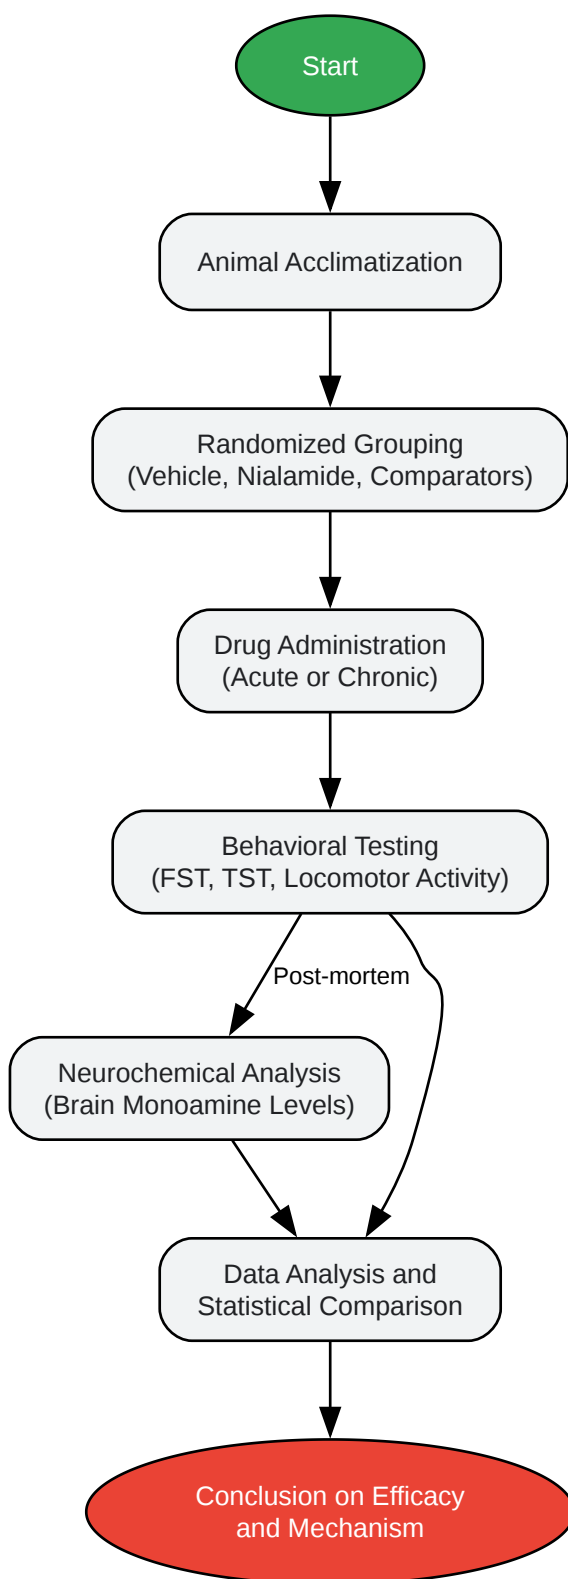 Start
Animal Acclimatization
Randomized Grouping
(Vehicle, Nialamide, Comparators)
Drug Administration
(Acute or Chronic)
Behavioral Testing
(FST, TST, Locomotor Activity)
Post-mortem
Neurochemical Analysis
(Brain Monoamine Levels)
Data Analysis and
Statistical Comparison
Conclusion on Efficacy
and Mechanism